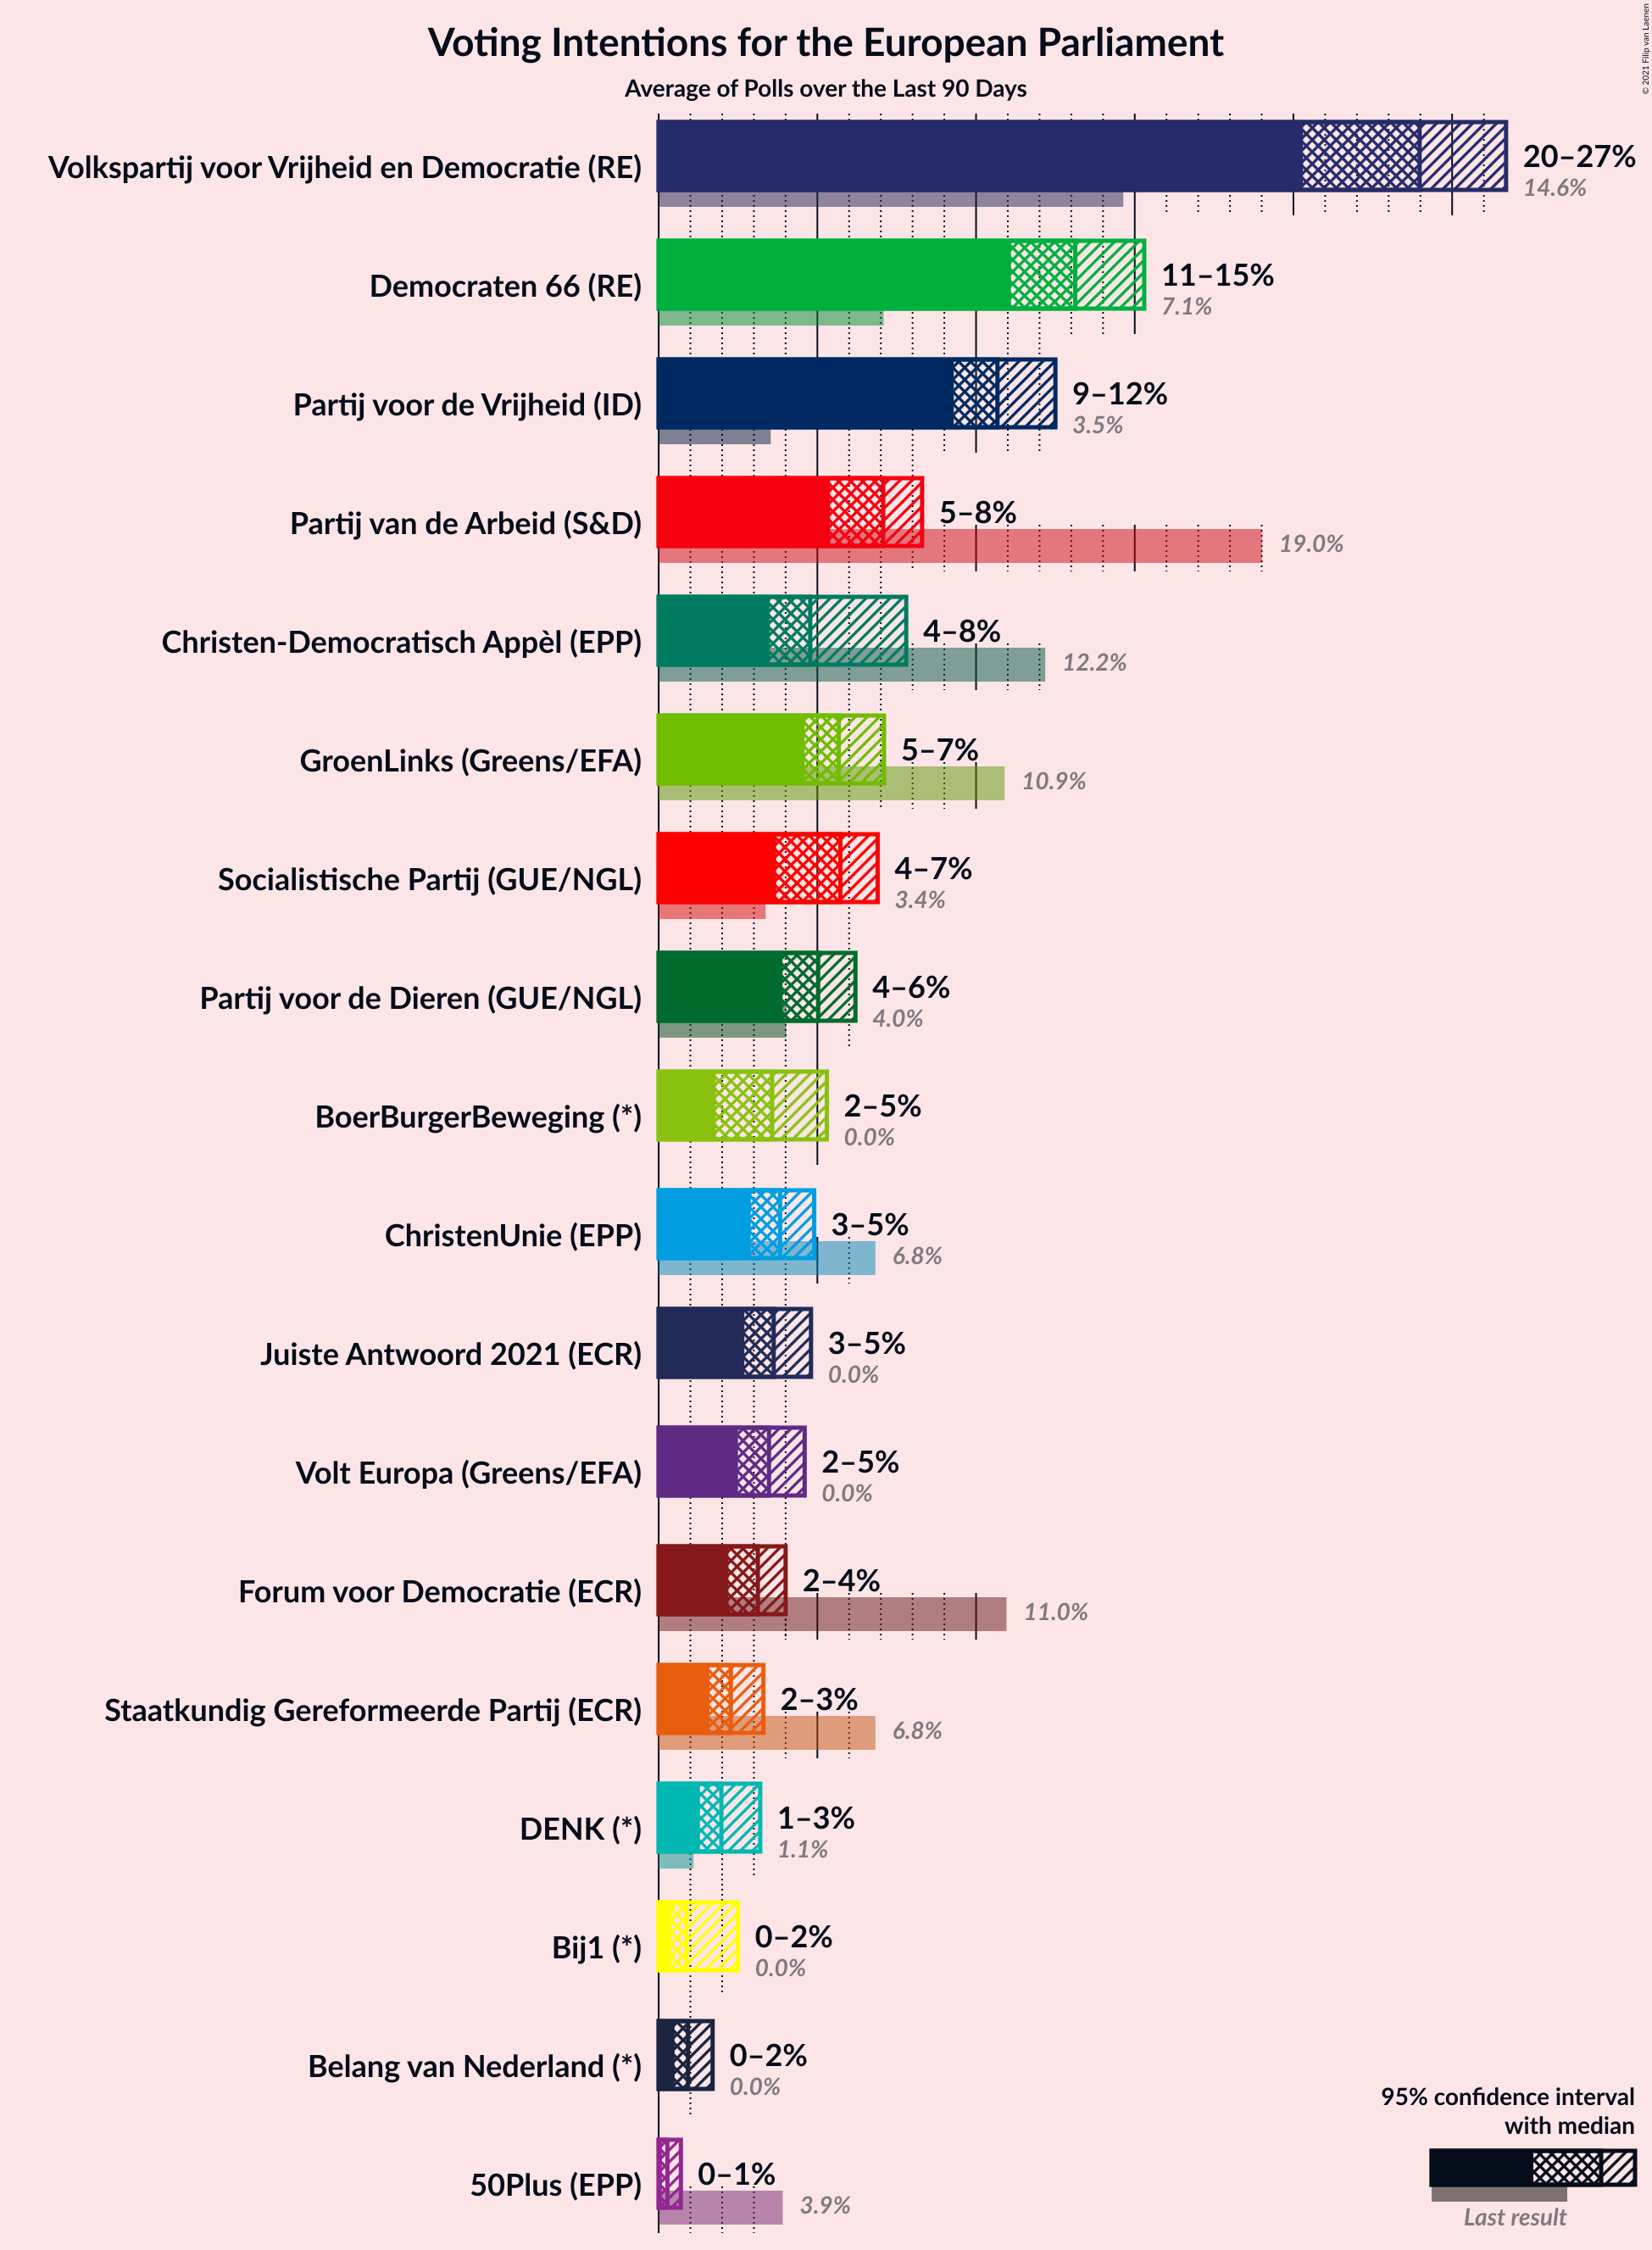 Voting Intentions for the European Parliament
Average of Polls over the Last 90 Days
© 2021 Filip van Laenen
Volkspartij voor Vrijheid en Democratie (RE)
20–27%
14.6%
Democraten 66 (RE)
11–15%
7.1%
Partij voor de Vrijheid (ID)
9–12%
3.5%
Partij van de Arbeid (S&D)
5–8%
19.0%
Christen-Democratisch Appèl (EPP)
4–8%
12.2%
GroenLinks (Greens/EFA)
5–7%
10.9%
Socialistische Partij (GUE/NGL)
4–7%
3.4%
Partij voor de Dieren (GUE/NGL)
4–6%
4.0%
BoerBurgerBeweging (*)
2–5%
0.0%
ChristenUnie (EPP)
3–5%
6.8%
Juiste Antwoord 2021 (ECR)
3–5%
0.0%
Volt Europa (Greens/EFA)
2–5%
0.0%
Forum voor Democratie (ECR)
2–4%
11.0%
Staatkundig Gereformeerde Partij (ECR)
2–3%
6.8%
DENK (*)
1–3%
1.1%
Bij1 (*)
0–2%
0.0%
Belang van Nederland (*)
0–2%
0.0%
50Plus (EPP)
0–1%
3.9%
95% confidence interval
with median
Last result